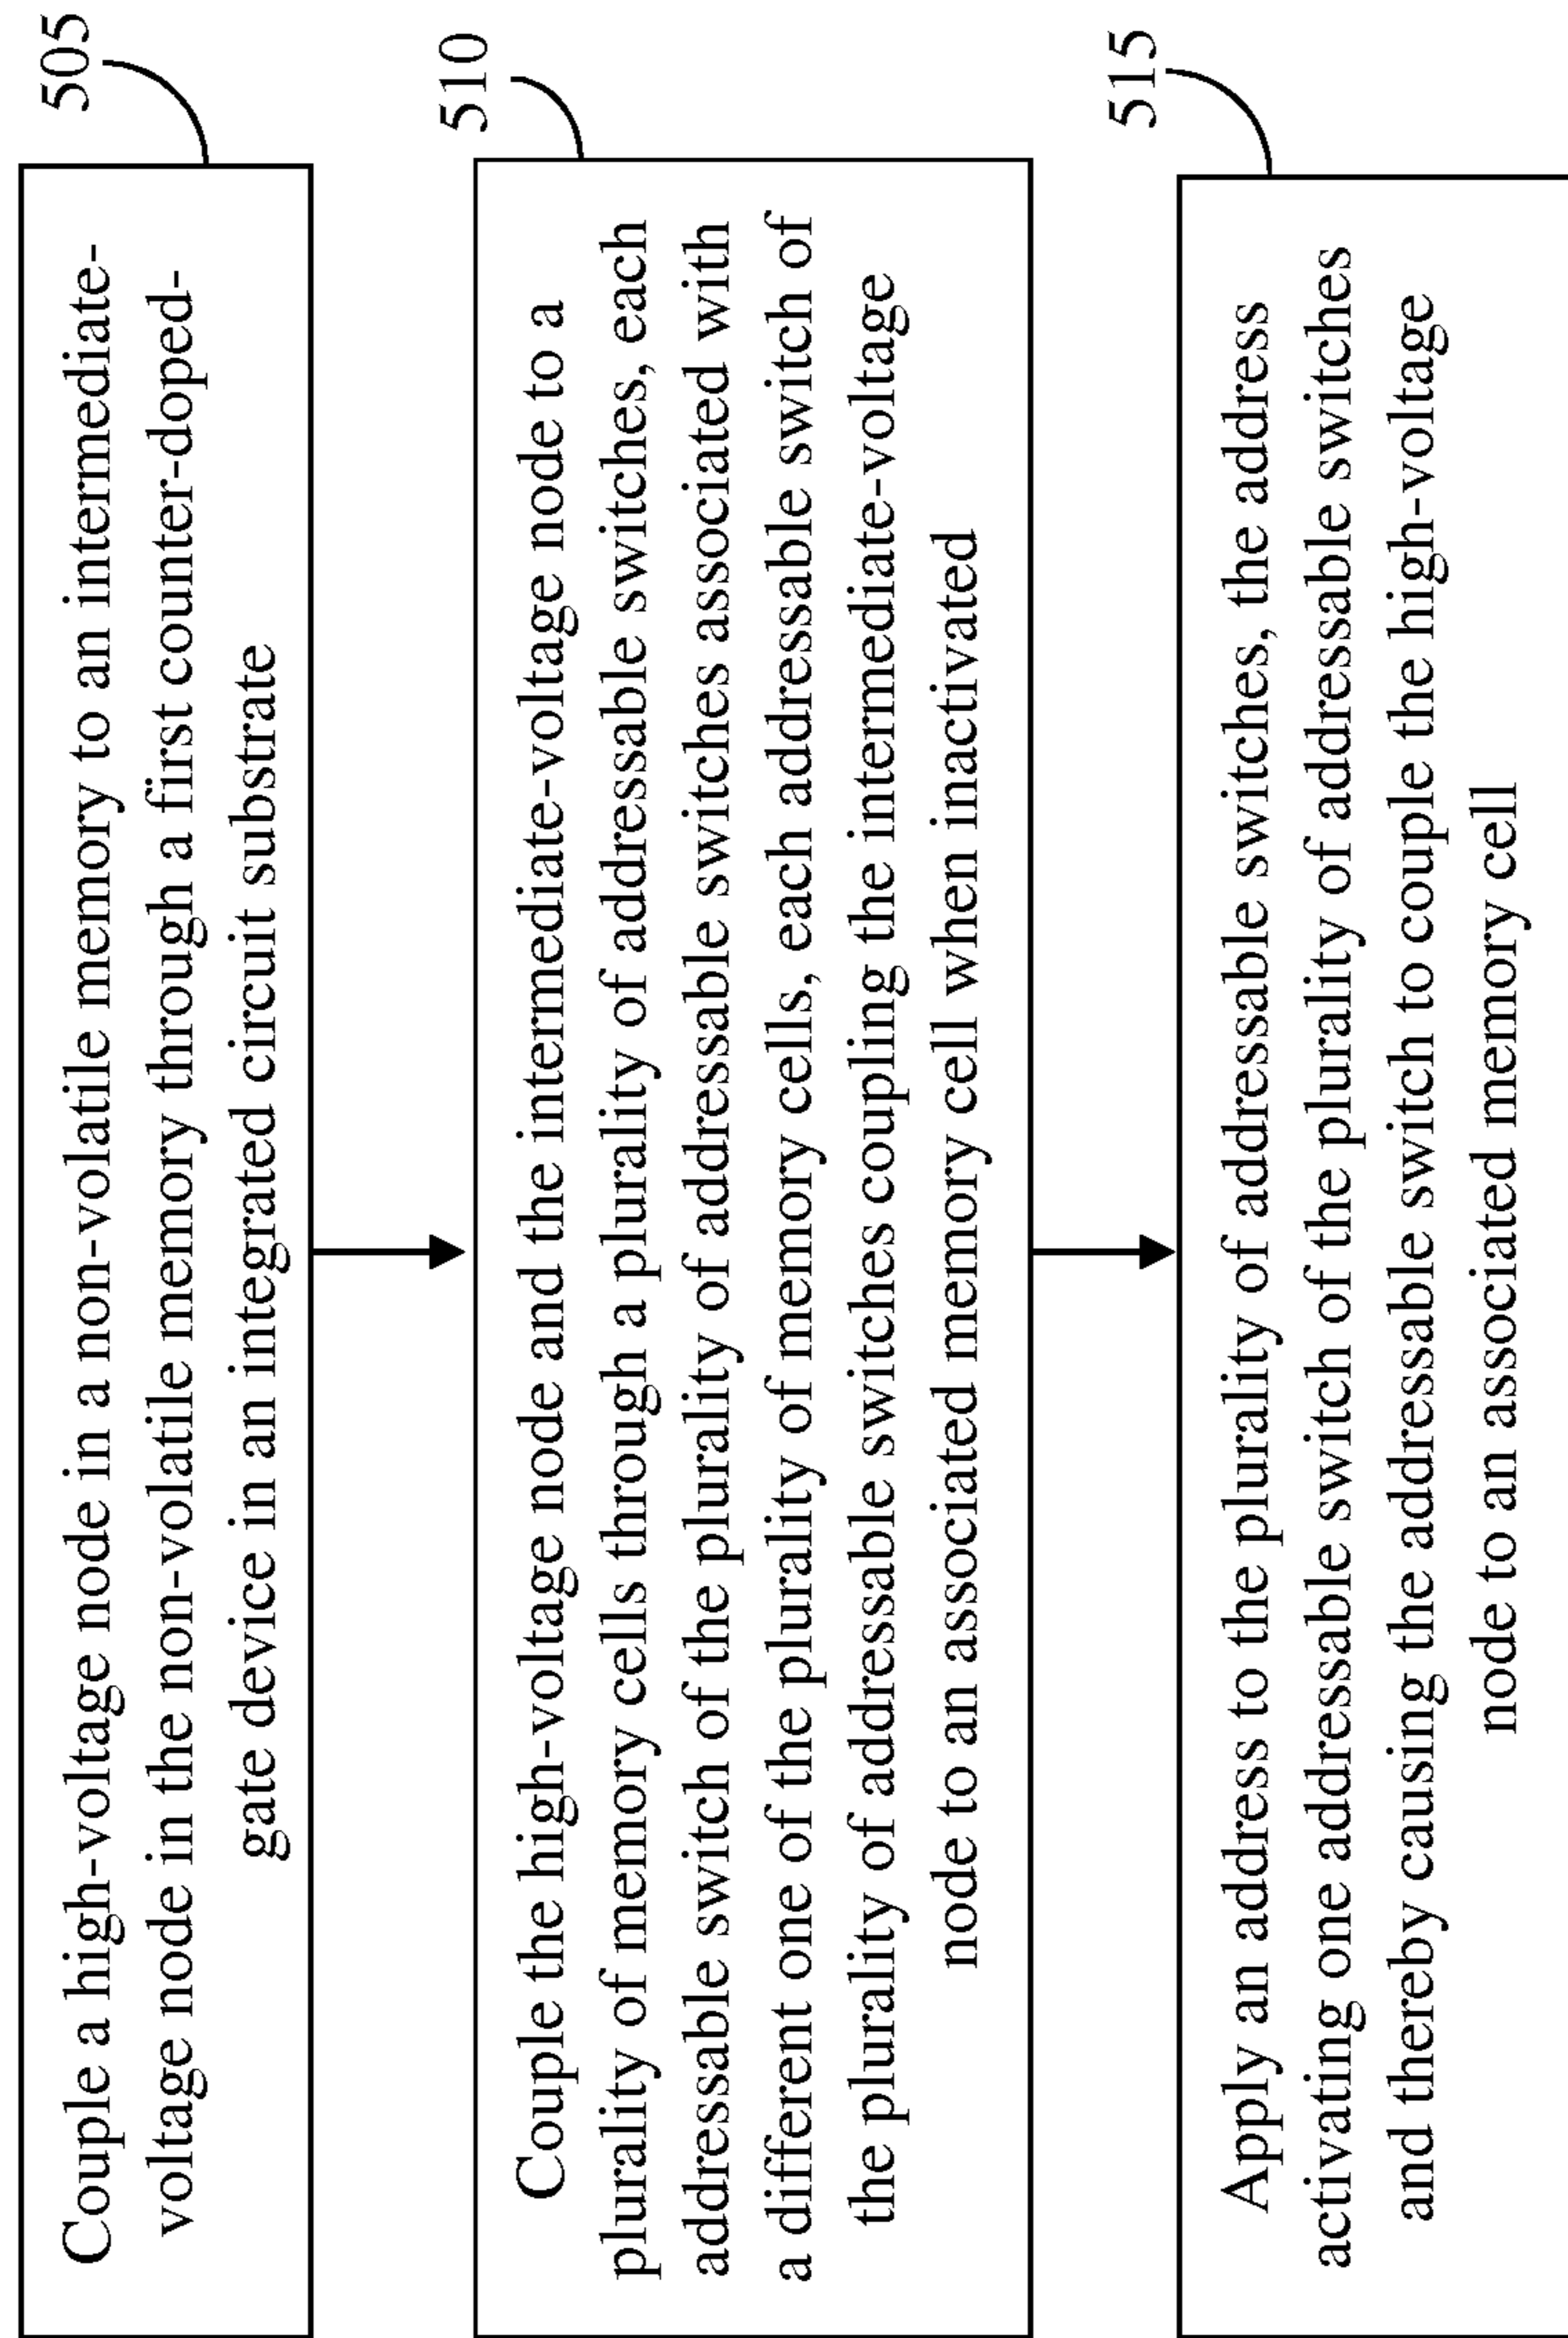 505
Couple a high-voltage node in a non-volatile memory to an intermediate-
voltage node in the non-volatile memory through a first counter-doped-
gate device in an integrated circuit substrate
510
Couple the high-voltage node and the intermediate-voltage node to a
plurality of memory cells through a plurality of addressable switches, each
addressable switch of the plurality of addressable switches associated with
a different one of the plurality of memory cells, each addressable switch of
the plurality of addressable switches coupling the intermediate-voltage
node to an associated memory cell when inactivated
515
Apply an address to the plurality of addressable switches, the address
activating one addressable switch of the plurality of addressable switches
and thereby causing the addressable switch to couple the high-voltage
node to an associated memory cell